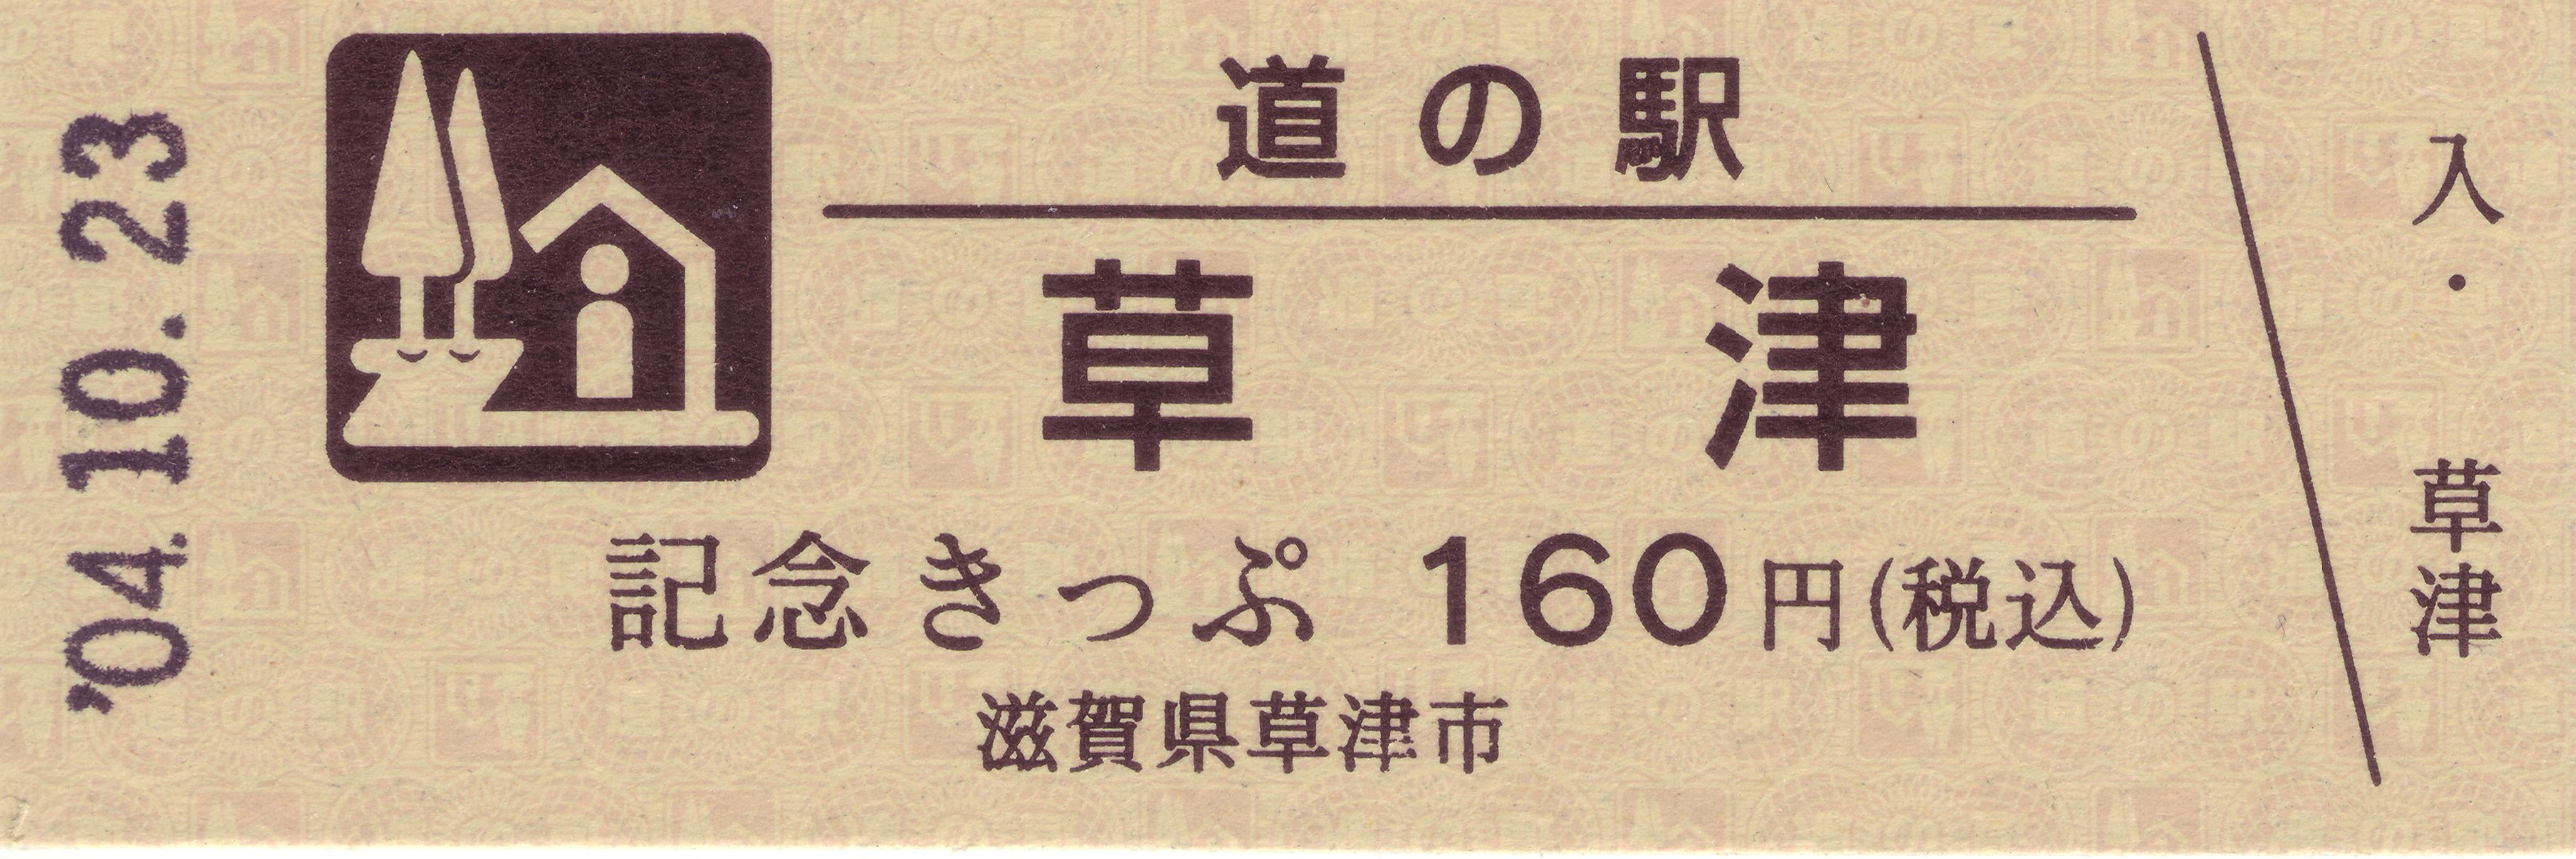 '04.10.23
道の駅
草津
記念きっぷ 160円(税込)
滋賀県草津市
入・草津